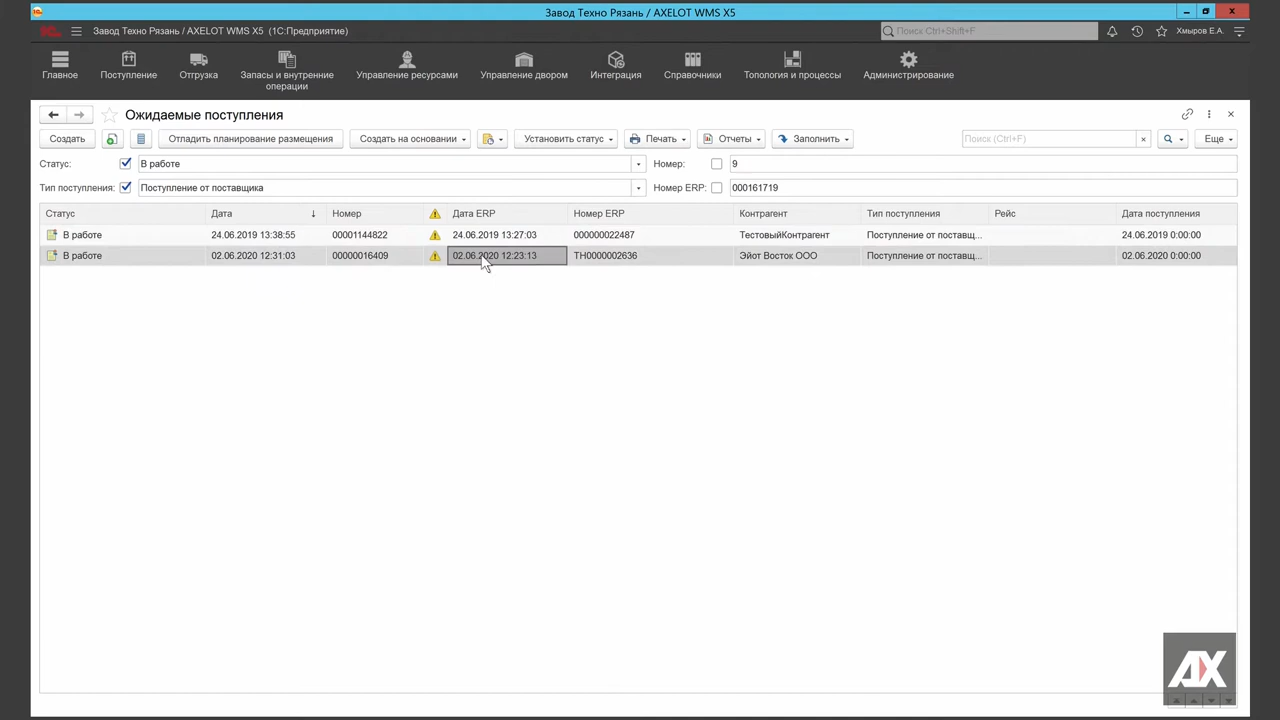 Завод Техно Рязань / AXELOT WMS X5
Завод Техно Рязань / AXELOT WMS X5 (1С:Предприятие)
Поиск Ctrl+Shift+F
Хмыров Е.А.
Главное Поступление Отгрузка Запасы и внутренние операции Управление ресурсами Управление двором Интеграция Справочники Топология и процессы Администрирование
Ожидаемые поступления
Создать Отладить планирование размещения Создать на основании Установить статус Печать Отчеты Заполнить Поиск (Ctrl+F) × Еще
Статус: В работе Номер: 9
Тип поступления: Поступление от поставщика Номер ERP: 000161719
Статус Дата ↓ Номер Дата ERP Номер ERP Контрагент Тип поступления Рейс Дата поступления
В работе 24.06.2019 13:38:55 00001144822 24.06.2019 13:27:03 000000022487 ТестовыйКонтрагент Поступление от поставщ... 24.06.2019 0:00:00
В работе 02.06.2020 12:31:03 00000016409 02.06.2020 12:23:13 ТН0000002636 Эйот Восток ООО Поступление от поставщ... 02.06.2020 0:00:00
AX